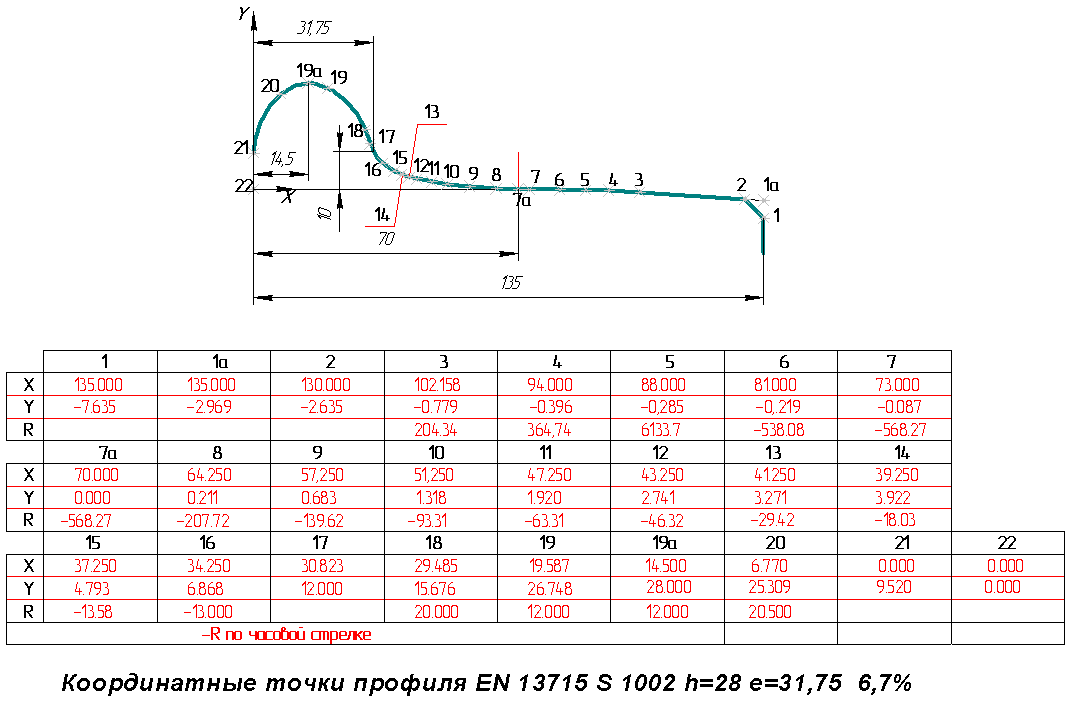 Y
31,75
19а
19
20
13
18
17
21
14,5
15
16
12
11
10
9
8
7
6
5
4
3
2
1а
22
X
10
7а
1
14
70
135
1 1а 2 3 4 5 6 7
X 135.000 135.000 130.000 102.158 94.000 88.000 81.000 73.000
Y –7.635 –2.969 –2.635 –0.779 –0.396 –0,285 –0,.219 –0.087
R 204.34 364,74 6133.7 –538.08 –568.27
7а 8 9 10 11 12 13 14
X 70.000 64.250 57,250 51,250 47.250 43.250 41.250 39.250
Y 0.000 0.211 0.683 1.318 1.920 2.741 3.271 3.922
R –568.27 –207.72 –139.62 –93.31 –63.31 –46.32 –29.42 –18.03
15 16 17 18 19 19а 20 21 22
X 37.250 34.250 30.823 29.485 19.587 14.500 6.770 0.000 0.000
Y 4.793 6.868 12.000 15.676 26.748 28.000 25.309 9.520 0.000
R –13.58 –13.000 20.000 12.000 12.000 20.500
–R по часовой стрелке
Координатные точки профиля EN 13715 S 1002 h=28 e=31,75 6,7%